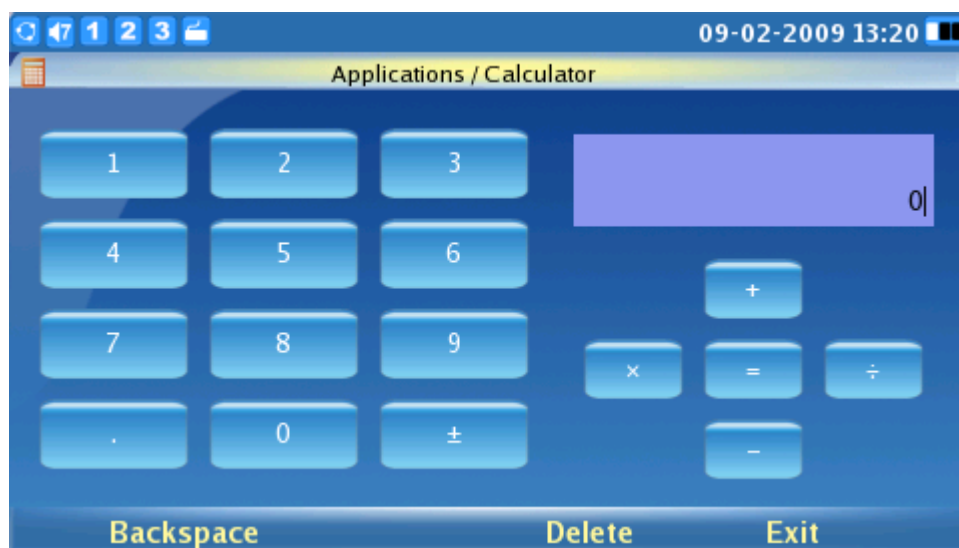 7 1 2 3 09-02-2009 13:20
Applications / Calculator
1 2 3
0
4 5 6
+
7 8 9
× = ÷
. 0 ±
−
Backspace Delete Exit